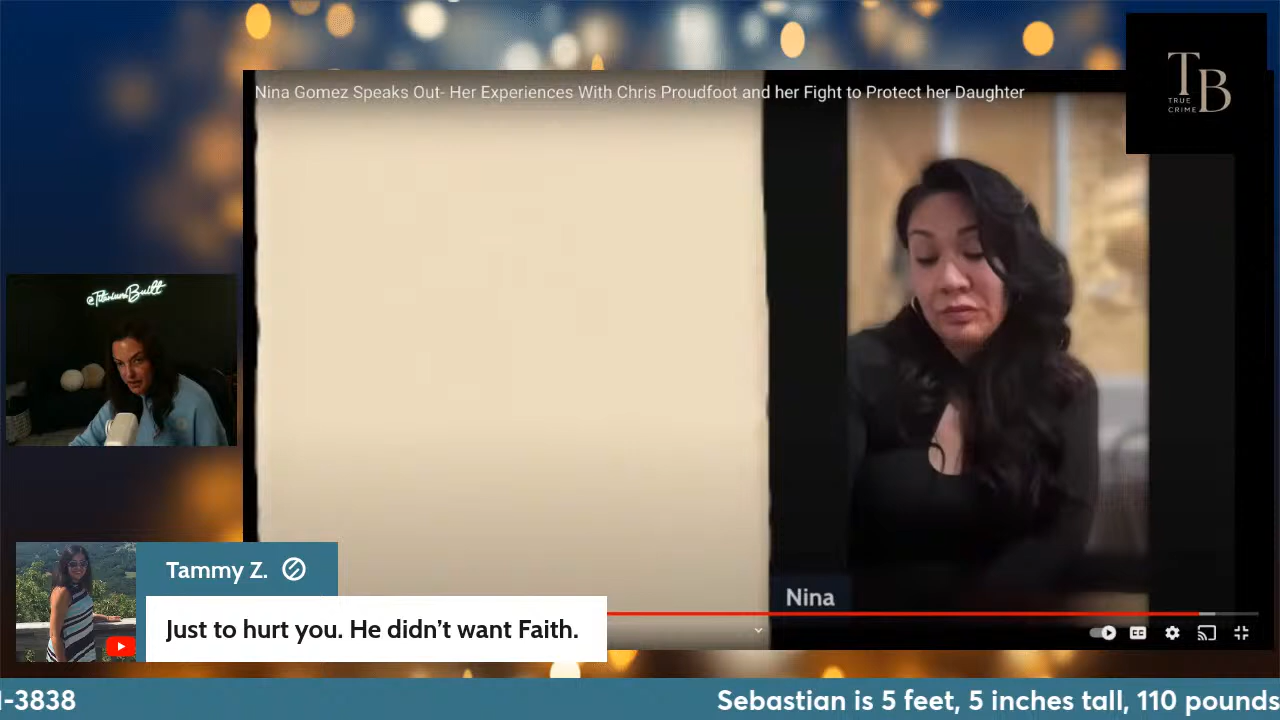 Nina Gomez Speaks Out- Her Experiences With Chris Proudfoot and her Fight to Protect her Daughter
TB
TRUE
CRIME
@TitaniumBuilt
Nina
Tammy Z.
Just to hurt you. He didn’t want Faith.
CC
-3838
Sebastian is 5 feet, 5 inches tall, 110 pounds